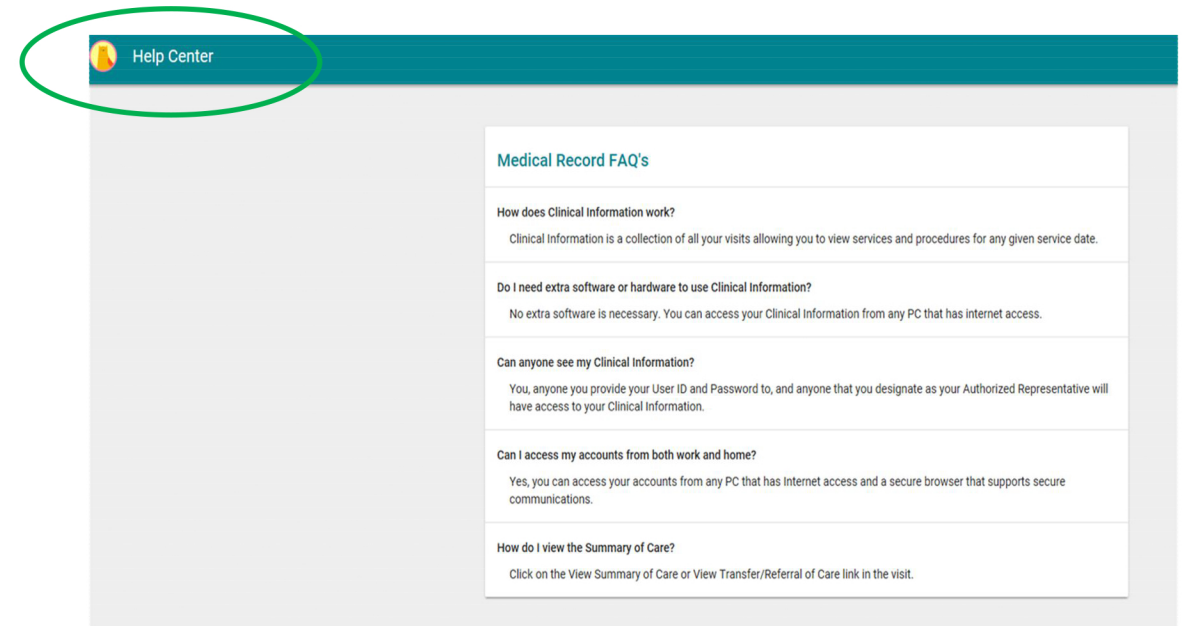 Help Center
Medical Record FAQ's
How does Clinical Information work?
Clinical Information is a collection of all your visits allowing you to view services and procedures for any given service date.
Do I need extra software or hardware to use Clinical Information?
No extra software is necessary. You can access your Clinical Information from any PC that has internet access.
Can anyone see my Clinical Information?
You, anyone you provide your User ID and Password to, and anyone that you designate as your Authorized Representative will
have access to your Clinical Information.
Can I access my accounts from both work and home?
Yes, you can access your accounts from any PC that has Internet access and a secure browser that supports secure
communications.
How do I view the Summary of Care?
Click on the View Summary of Care or View Transfer/Referral of Care link in the visit.